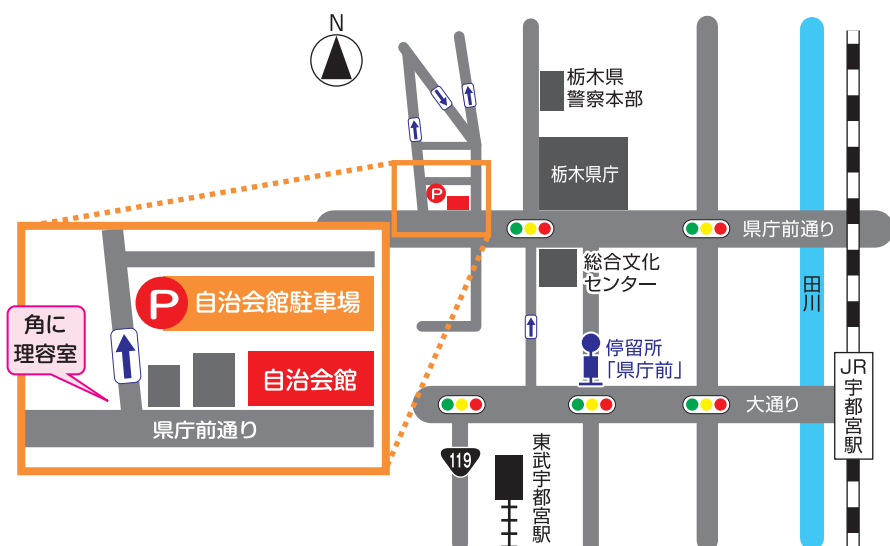 N
栃木県
警察本部
栃木県庁
P
県庁前通り
総合文化
センター
田川
P 自治会館駐車場
角に
理容室
自治会館
県庁前通り
停留所
「県庁前」
JR宇都宮駅
大通り
119
東武宇都宮駅